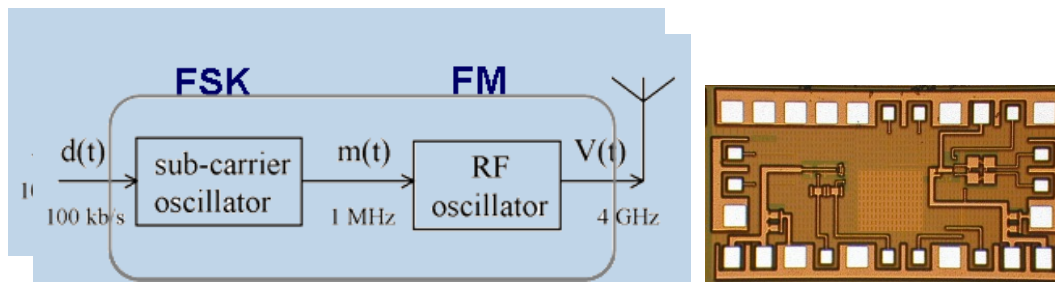 FSK FM
d(t) sub-carrier oscillator m(t) RF oscillator V(t)
100 kb/s 1 MHz 4 GHz